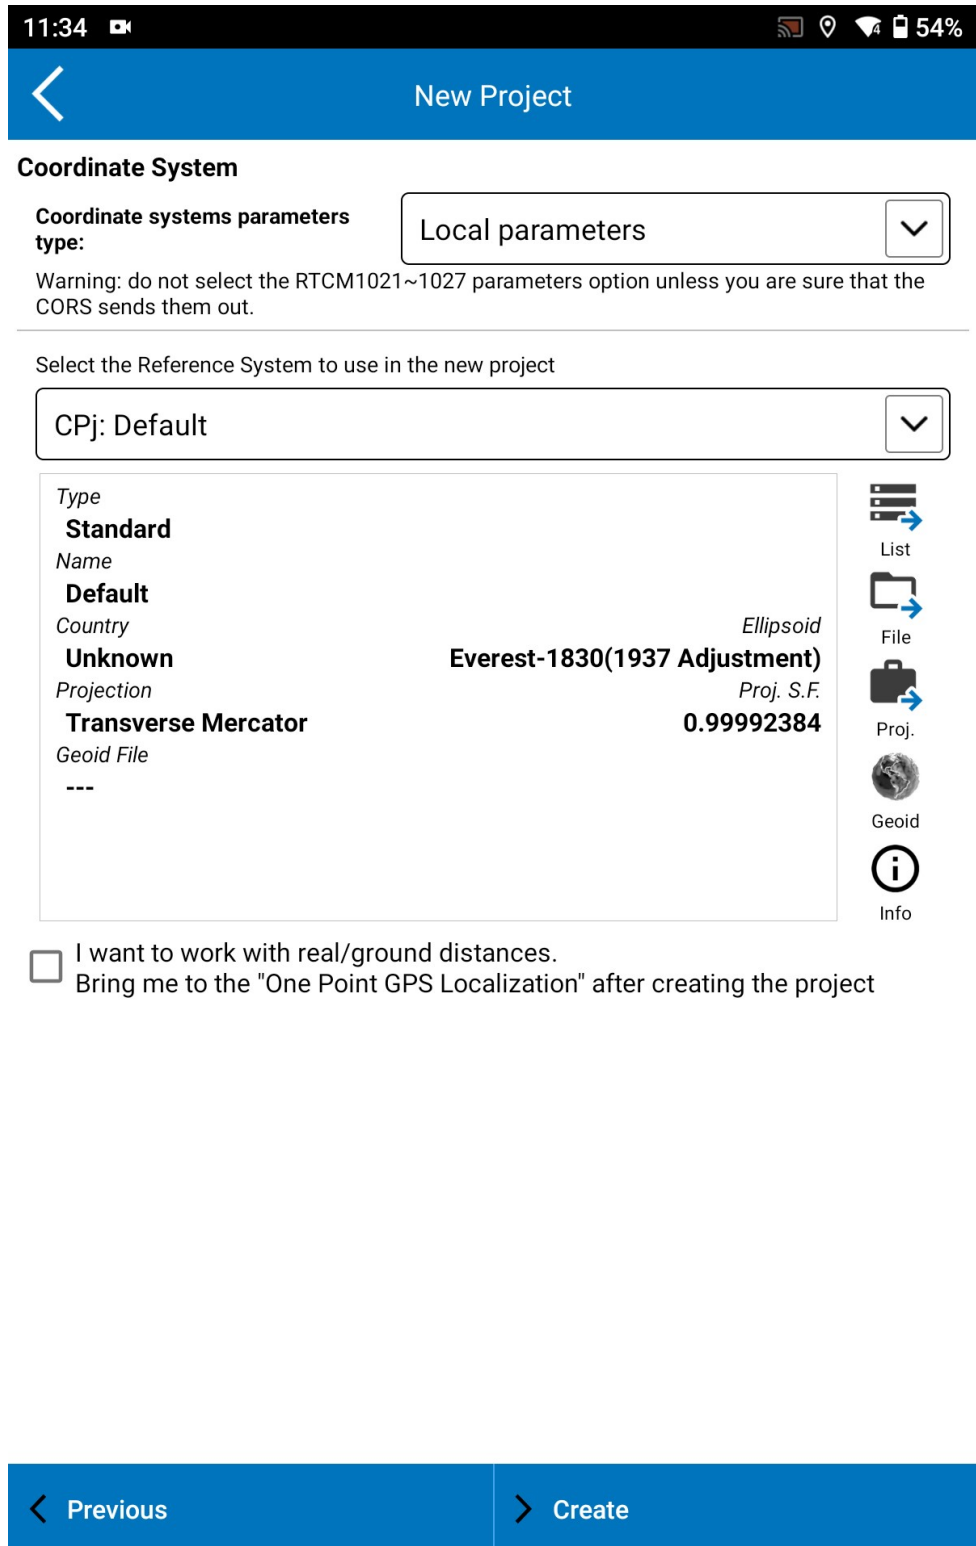 11:34
4
54%
New Project
Coordinate System
Coordinate systems parameters
type:
Local parameters
Warning: do not select the RTCM1021~1027 parameters option unless you are sure that the
CORS sends them out.
Select the Reference System to use in the new project
CPj: Default
Type
Standard
Name
Default
Country
Ellipsoid
Unknown
Everest-1830(1937 Adjustment)
Projection
Proj. S.F.
Transverse Mercator
0.99992384
Geoid File
---
List
File
Proj.
Geoid
Info
I want to work with real/ground distances.
Bring me to the "One Point GPS Localization" after creating the project
Previous
Create